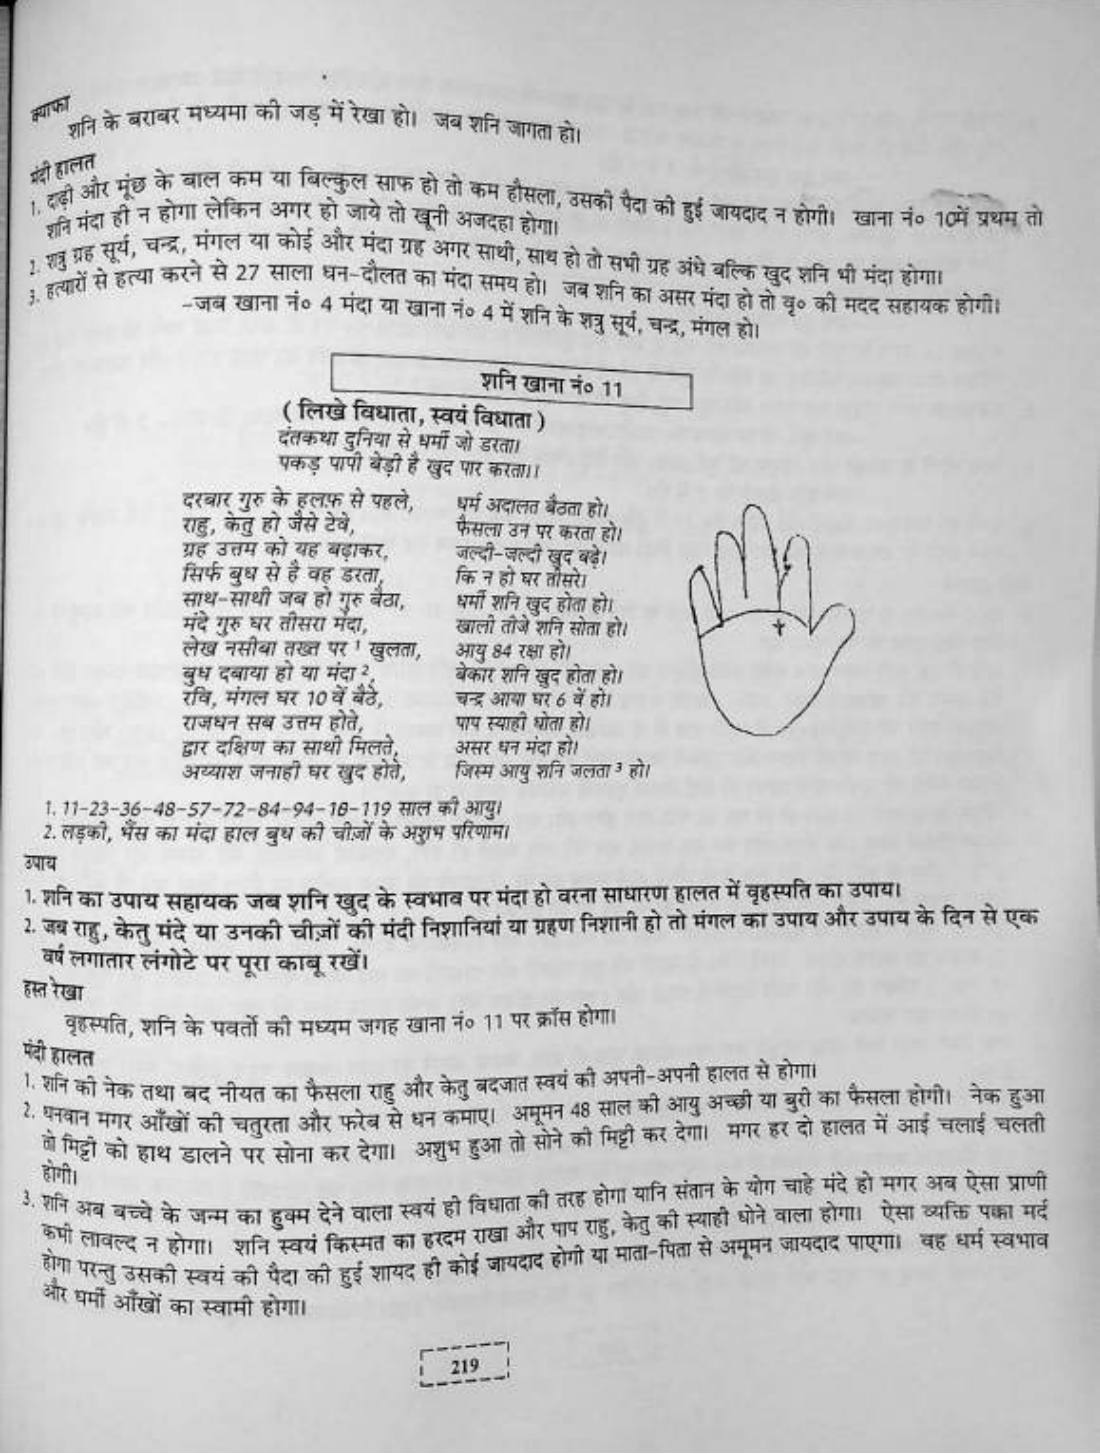 क्याफा
शनि के बराबर मध्यमा की जड़ में रेखा हो। जब शनि जागता हो।
मंदी हालत
1. दाढ़ी और मूंछ के बाल कम या बिल्कुल साफ हो तो कम हौसला, उसकी पैदा की हुई जायदाद न होगी। खाना नं० 10में प्रथम तो
शनि मंदा ही न होगा लेकिन अगर हो जाये तो खूनी अजदहा होगा।
2. शत्रु ग्रह सूर्य, चन्द्र, मंगल या कोई और मंदा ग्रह अगर साथी, साथ हो तो सभी ग्रह अंधे बल्कि खुद शनि भी मंदा होगा।
3. हत्यारों से हत्या करने से 27 साला धन-दौलत का मंदा समय हो। जब शनि का असर मंदा हो तो वृ० की मदद सहायक होगी।
-जब खाना नं० 4 मंदा या खाना नं० 4 में शनि के शत्रु सूर्य, चन्द्र, मंगल हो।
शनि खाना नं० 11
( लिखे विधाता, स्वयं विधाता )
दंतकथा दुनिया से धर्मी जो डरता।
पकड़ पापी बेड़ी है खुद पार करता।।
दरबार गुरु के हलफ़ से पहले, धर्म अदालत बैठता हो।
राहु, केतु हो जैसे टेवे, फैसला उन पर करता हो।
ग्रह उत्तम को यह बढ़ाकर, जल्दी-जल्दी खुद बढ़े।
सिर्फ बुध से है वह डरता, कि न हो घर तीसरे।
साथ-साथी जब हो गुरु बैठा, धर्मी शनि खुद होता हो।
मंदे गुरु घर तीसरा मंदा, खाली तीजे शनि सोता हो।
लेख नसीबा तख्त पर 1 खुलता, आयु 84 रक्षा हो।
बुध दबाया हो या मंदा 2, बेकार शनि खुद होता हो।
रवि, मंगल घर 10 वें बैठे, चन्द्र आया घर 6 वें हो।
राजधन सब उत्तम होते, पाप स्याही धोता हो।
द्वार दक्षिण का साथी मिलते, असर धन मंदा हो।
अय्याश जनाही घर खुद होते, जिस्म आयु शनि जलता 3 हो।
1. 11-23-36-48-57-72-84-94-18-119 साल की आयु।
2. लड़की, भैंस का मंदा हाल बुध की चीज़ों के अशुभ परिणाम।
उपाय
1. शनि का उपाय सहायक जब शनि खुद के स्वभाव पर मंदा हो वरना साधारण हालत में वृहस्पति का उपाय।
2. जब राहु, केतु मंदे या उनकी चीज़ों की मंदी निशानियां या ग्रहण निशानी हो तो मंगल का उपाय और उपाय के दिन से एक
वर्ष लगातार लंगोटे पर पूरा काबू रखें।
हस्त रेखा
वृहस्पति, शनि के पवर्तो की मध्यम जगह खाना नं० 11 पर क्रॉस होगा।
मंदी हालत
1. शनि की नेक तथा बद नीयत का फैसला राहु और केतु बदजात स्वयं की अपनी-अपनी हालत से होगा।
2. धनवान मगर आँखों की चतुरता और फरेब से धन कमाए। अमूमन 48 साल की आयु अच्छी या बुरी का फैसला होगी। नेक हुआ
तो मिट्टी को हाथ डालने पर सोना कर देगा। अशुभ हुआ तो सोने की मिट्टी कर देगा। मगर हर दो हालत में आई चलाई चलती
होगी।
3. शनि अब बच्चे के जन्म का हुक्म देने वाला स्वयं ही विधाता की तरह होगा यानि संतान के योग चाहे मंदे हो मगर अब ऐसा प्राणी
कभी लावल्द न होगा। शनि स्वयं किस्मत का हरदम राखा और पाप राहु, केतु की स्याही धोने वाला होगा। ऐसा व्यक्ति पक्का मर्द
होगा परन्तु उसकी स्वयं की पैदा की हुई शायद ही कोई जायदाद होगी या माता-पिता से अमूमन जायदाद पाएगा। वह धर्म स्वभाव
और धर्मी आँखों का स्वामी होगा।
219